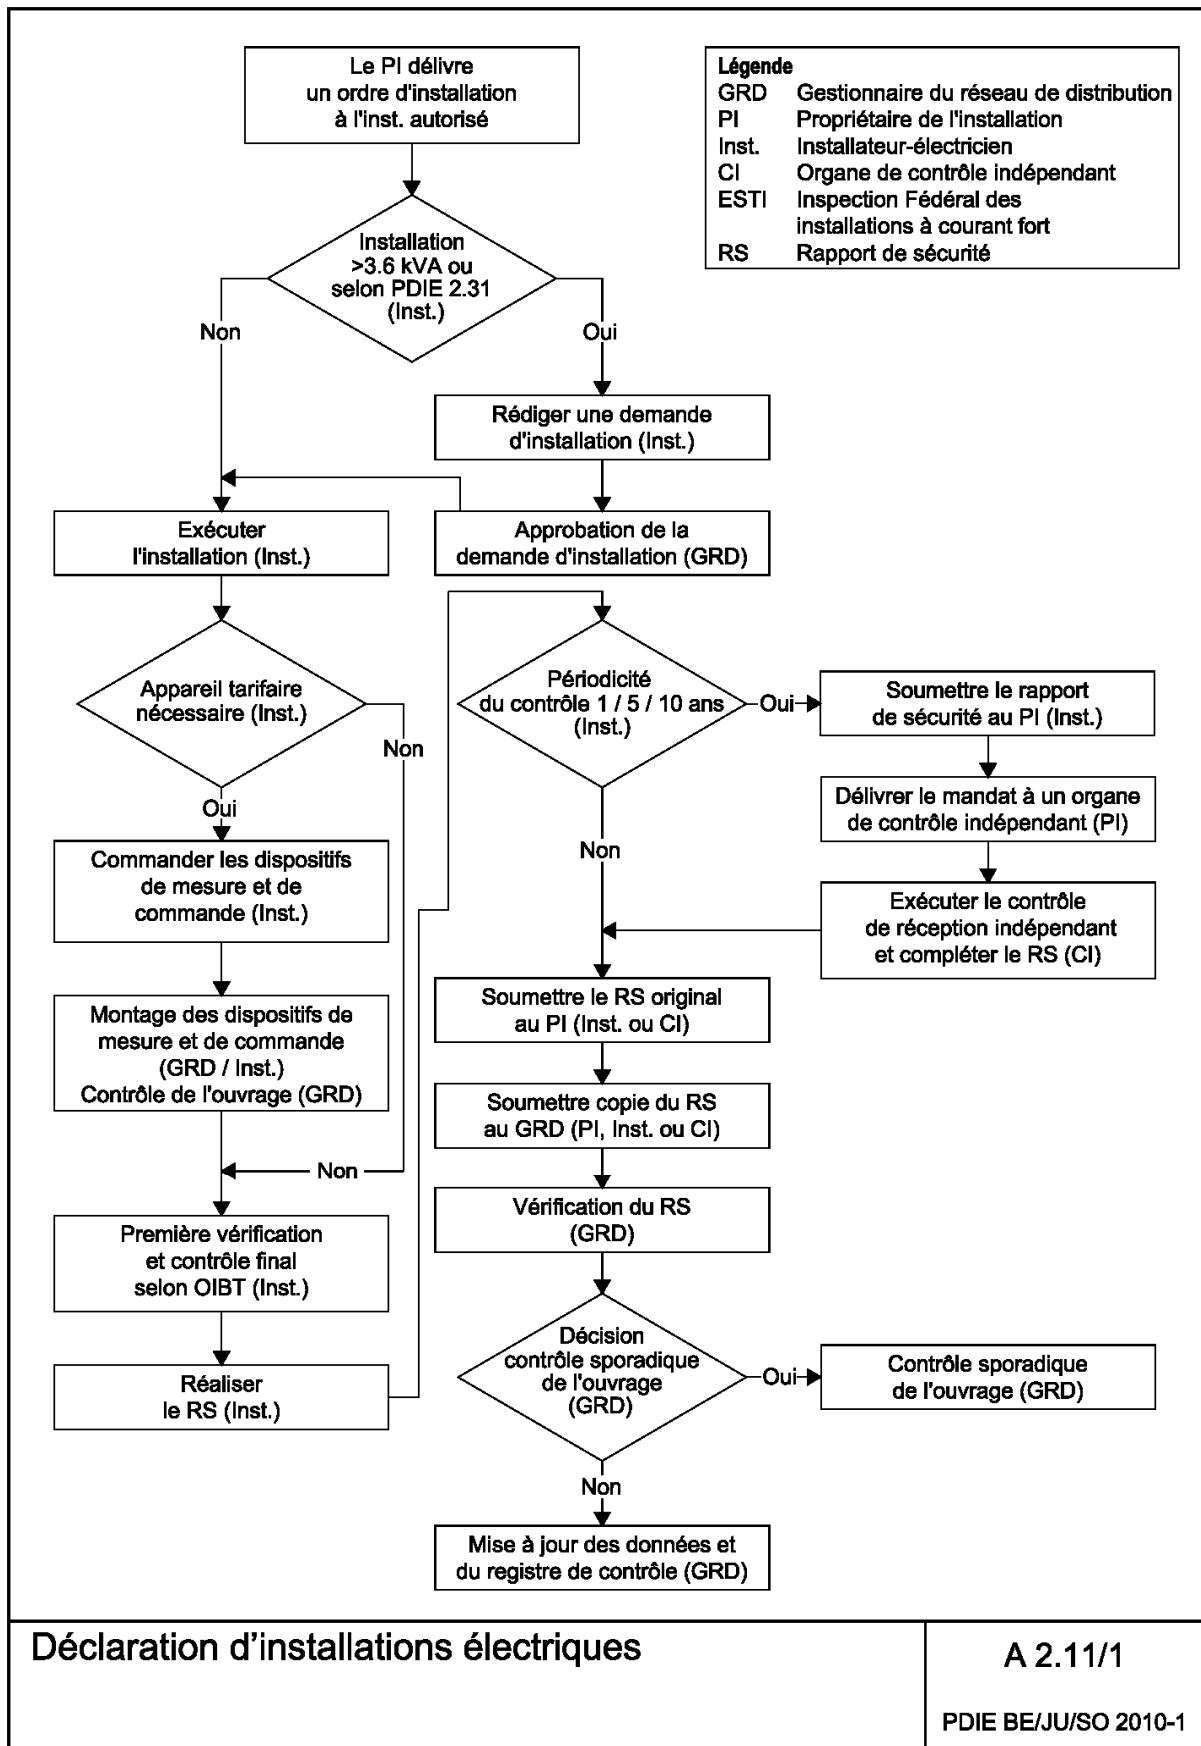 Le PI délivre
un ordre d'installation
à l'inst. autorisé
Légende
GRD Gestionnaire du réseau de distribution
PI Propriétaire de l'installation
Inst. Installateur-électricien
CI Organe de contrôle indépendant
ESTI Inspection Fédéral des
installations à courant fort
RS Rapport de sécurité
Installation
>3.6 kVA ou
selon PDIE 2.31
(Inst.)
Non
Oui
Rédiger une demande
d'installation (Inst.)
Approbation de la
demande d'installation (GRD)
Exécuter
l'installation (Inst.)
Appareil tarifaire
nécessaire (Inst.)
Non
Oui
Commander les dispositifs
de mesure et de
commande (Inst.)
Montage des dispositifs de
mesure et de commande
(GRD / Inst.)
Contrôle de l'ouvrage (GRD)
Non
Première vérification
et contrôle final
selon OIBT (Inst.)
Réaliser
le RS (Inst.)
Périodicité
du contrôle 1 / 5 / 10 ans
(Inst.)
Oui
Soumettre le rapport
de sécurité au PI (Inst.)
Délivrer le mandat à un organe
de contrôle indépendant (PI)
Exécuter le contrôle
de réception indépendant
et compléter le RS (CI)
Non
Soumettre le RS original
au PI (Inst. ou CI)
Soumettre copie du RS
au GRD (PI, Inst. ou CI)
Vérification du RS
(GRD)
Décision
contrôle sporadique
de l'ouvrage
(GRD)
Oui
Contrôle sporadique
de l'ouvrage (GRD)
Non
Mise à jour des données et
du registre de contrôle (GRD)
Déclaration d'installations électriques
A 2.11/1
PDIE BE/JU/SO 2010-1